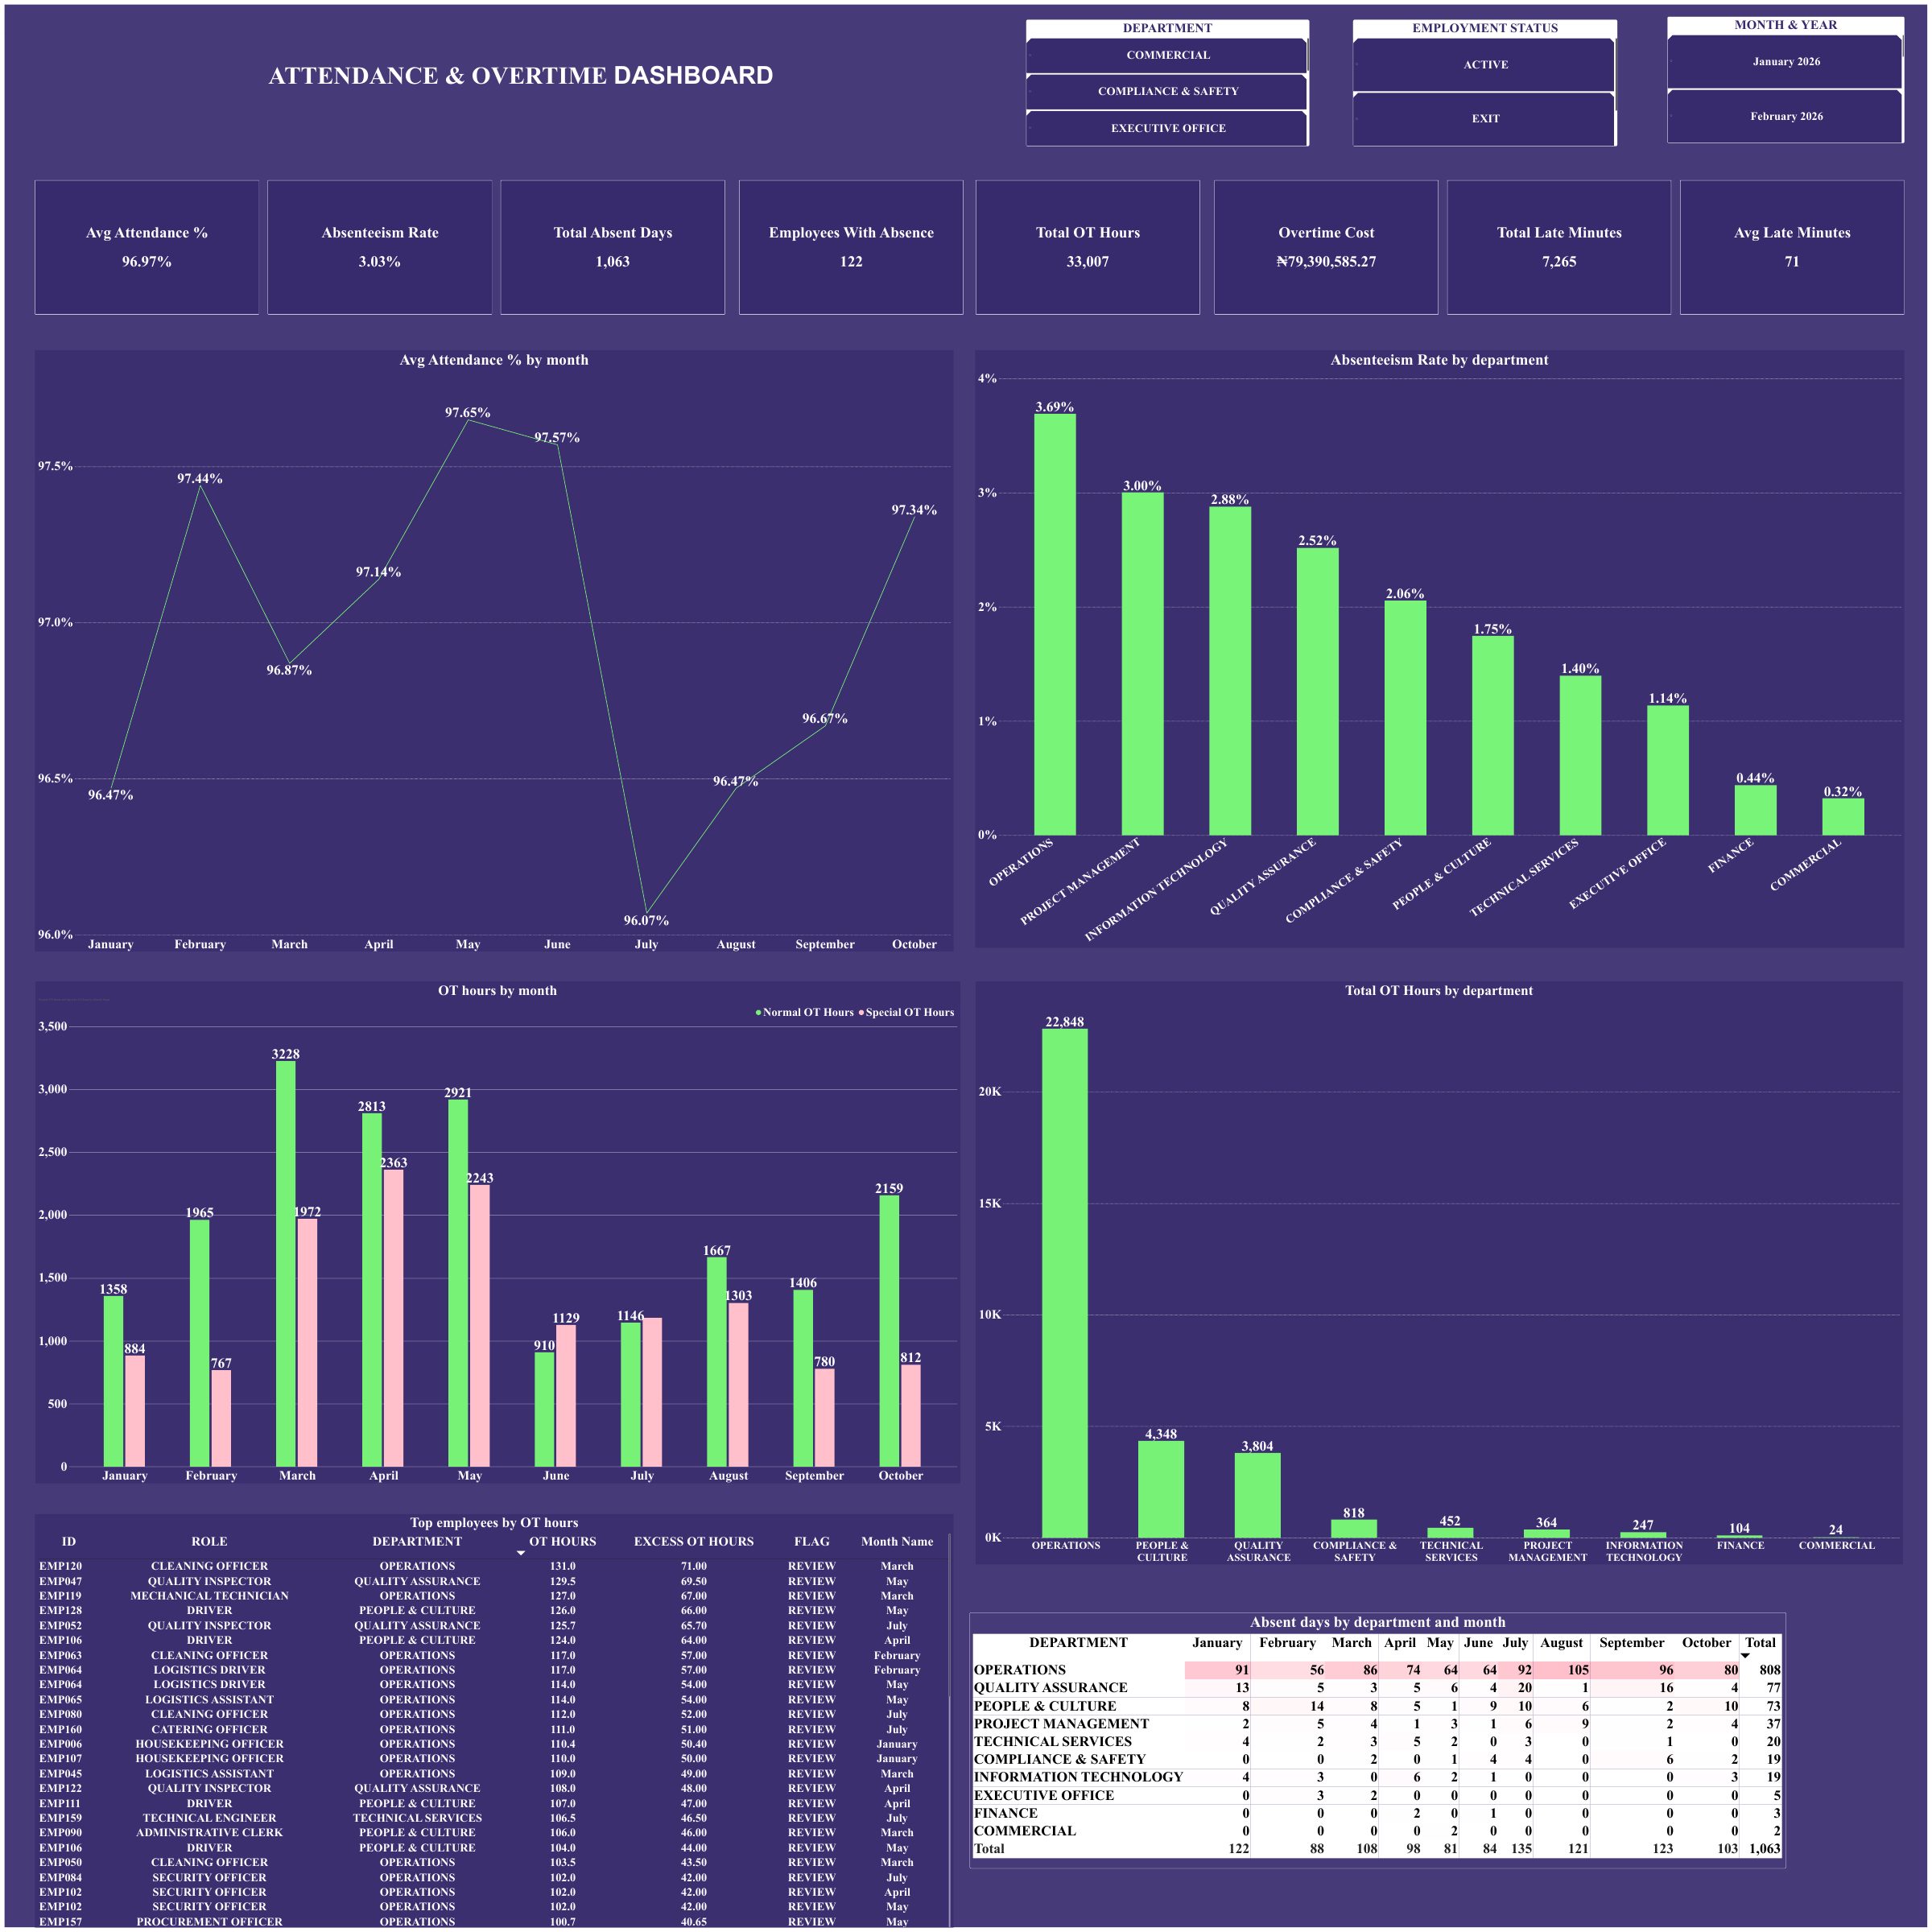 ATTENDANCE & OVERTIME DASHBOARD
DEPARTMENT
COMMERCIAL
COMPLIANCE & SAFETY
EXECUTIVE OFFICE
EMPLOYMENT STATUS
ACTIVE
EXIT
MONTH & YEAR
January 2026
February 2026
Avg Attendance %
96.97%
Absenteeism Rate
3.03%
Total Absent Days
1,063
Employees With Absence
122
Total OT Hours
33,007
Overtime Cost
₦79,390,585.27
Total Late Minutes
7,265
Avg Late Minutes
71
Avg Attendance % by month
97.5%
97.0%
96.5%
96.0%
96.47%
97.44%
96.87%
97.14%
97.65%
97.57%
96.07%
96.47%
96.67%
97.34%
January February March April May June July August September October
Absenteeism Rate by department
4%
3%
2%
1%
0%
3.69%
3.00%
2.88%
2.52%
2.06%
1.75%
1.40%
1.14%
0.44%
0.32%
OPERATIONS
PROJECT MANAGEMENT
INFORMATION TECHNOLOGY
QUALITY ASSURANCE
COMPLIANCE & SAFETY
PEOPLE & CULTURE
TECHNICAL SERVICES
EXECUTIVE OFFICE
FINANCE
COMMERCIAL
OT hours by month
Normal OT Hours Special OT Hours
3,500
3,000
2,500
2,000
1,500
1,000
500
0
1358 884
1965 767
3228 1972
2813 2363
2921 2243
910 1129
1146
1667 1303
1406 780
2159 812
January February March April May June July August September October
Total OT Hours by department
20K
15K
10K
5K
0K
22,848
4,348
3,804
818
452
364
247
104
24
OPERATIONS
PEOPLE & CULTURE
QUALITY ASSURANCE
COMPLIANCE & SAFETY
TECHNICAL SERVICES
PROJECT MANAGEMENT
INFORMATION TECHNOLOGY
FINANCE
COMMERCIAL
Top employees by OT hours
ID ROLE DEPARTMENT OT HOURS EXCESS OT HOURS FLAG Month Name
EMP120 CLEANING OFFICER OPERATIONS 131.0 71.00 REVIEW March
EMP047 QUALITY INSPECTOR QUALITY ASSURANCE 129.5 69.50 REVIEW May
EMP119 MECHANICAL TECHNICIAN OPERATIONS 127.0 67.00 REVIEW March
EMP128 DRIVER PEOPLE & CULTURE 126.0 66.00 REVIEW May
EMP052 QUALITY INSPECTOR QUALITY ASSURANCE 125.7 65.70 REVIEW July
EMP106 DRIVER PEOPLE & CULTURE 124.0 64.00 REVIEW April
EMP063 CLEANING OFFICER OPERATIONS 117.0 57.00 REVIEW February
EMP064 LOGISTICS DRIVER OPERATIONS 117.0 57.00 REVIEW February
EMP064 LOGISTICS DRIVER OPERATIONS 114.0 54.00 REVIEW May
EMP065 LOGISTICS ASSISTANT OPERATIONS 114.0 54.00 REVIEW May
EMP080 CLEANING OFFICER OPERATIONS 112.0 52.00 REVIEW July
EMP160 CATERING OFFICER OPERATIONS 111.0 51.00 REVIEW July
EMP006 HOUSEKEEPING OFFICER OPERATIONS 110.4 50.40 REVIEW January
EMP107 HOUSEKEEPING OFFICER OPERATIONS 110.0 50.00 REVIEW January
EMP045 LOGISTICS ASSISTANT OPERATIONS 109.0 49.00 REVIEW March
EMP122 QUALITY INSPECTOR QUALITY ASSURANCE 108.0 48.00 REVIEW April
EMP111 DRIVER PEOPLE & CULTURE 107.0 47.00 REVIEW April
EMP159 TECHNICAL ENGINEER TECHNICAL SERVICES 106.5 46.50 REVIEW July
EMP090 ADMINISTRATIVE CLERK PEOPLE & CULTURE 106.0 46.00 REVIEW March
EMP106 DRIVER PEOPLE & CULTURE 104.0 44.00 REVIEW May
EMP050 CLEANING OFFICER OPERATIONS 103.5 43.50 REVIEW March
EMP084 SECURITY OFFICER OPERATIONS 102.0 42.00 REVIEW July
EMP102 SECURITY OFFICER OPERATIONS 102.0 42.00 REVIEW April
EMP102 SECURITY OFFICER OPERATIONS 102.0 42.00 REVIEW May
EMP157 PROCUREMENT OFFICER OPERATIONS 100.7 40.65 REVIEW May
Absent days by department and month
DEPARTMENT January February March April May June July August September October Total
OPERATIONS 91 56 86 74 64 64 92 105 96 80 808
QUALITY ASSURANCE 13 5 3 5 6 4 20 1 16 4 77
PEOPLE & CULTURE 8 14 8 5 1 9 10 6 2 10 73
PROJECT MANAGEMENT 2 5 4 1 3 1 6 9 2 4 37
TECHNICAL SERVICES 4 2 3 5 2 0 3 0 1 0 20
COMPLIANCE & SAFETY 0 0 2 0 1 4 4 0 6 2 19
INFORMATION TECHNOLOGY 4 3 0 6 2 1 0 0 0 3 19
EXECUTIVE OFFICE 0 3 2 0 0 0 0 0 0 0 5
FINANCE 0 0 0 2 0 1 0 0 0 0 3
COMMERCIAL 0 0 0 0 2 0 0 0 0 0 2
Total 122 88 108 98 81 84 135 121 123 103 1,063